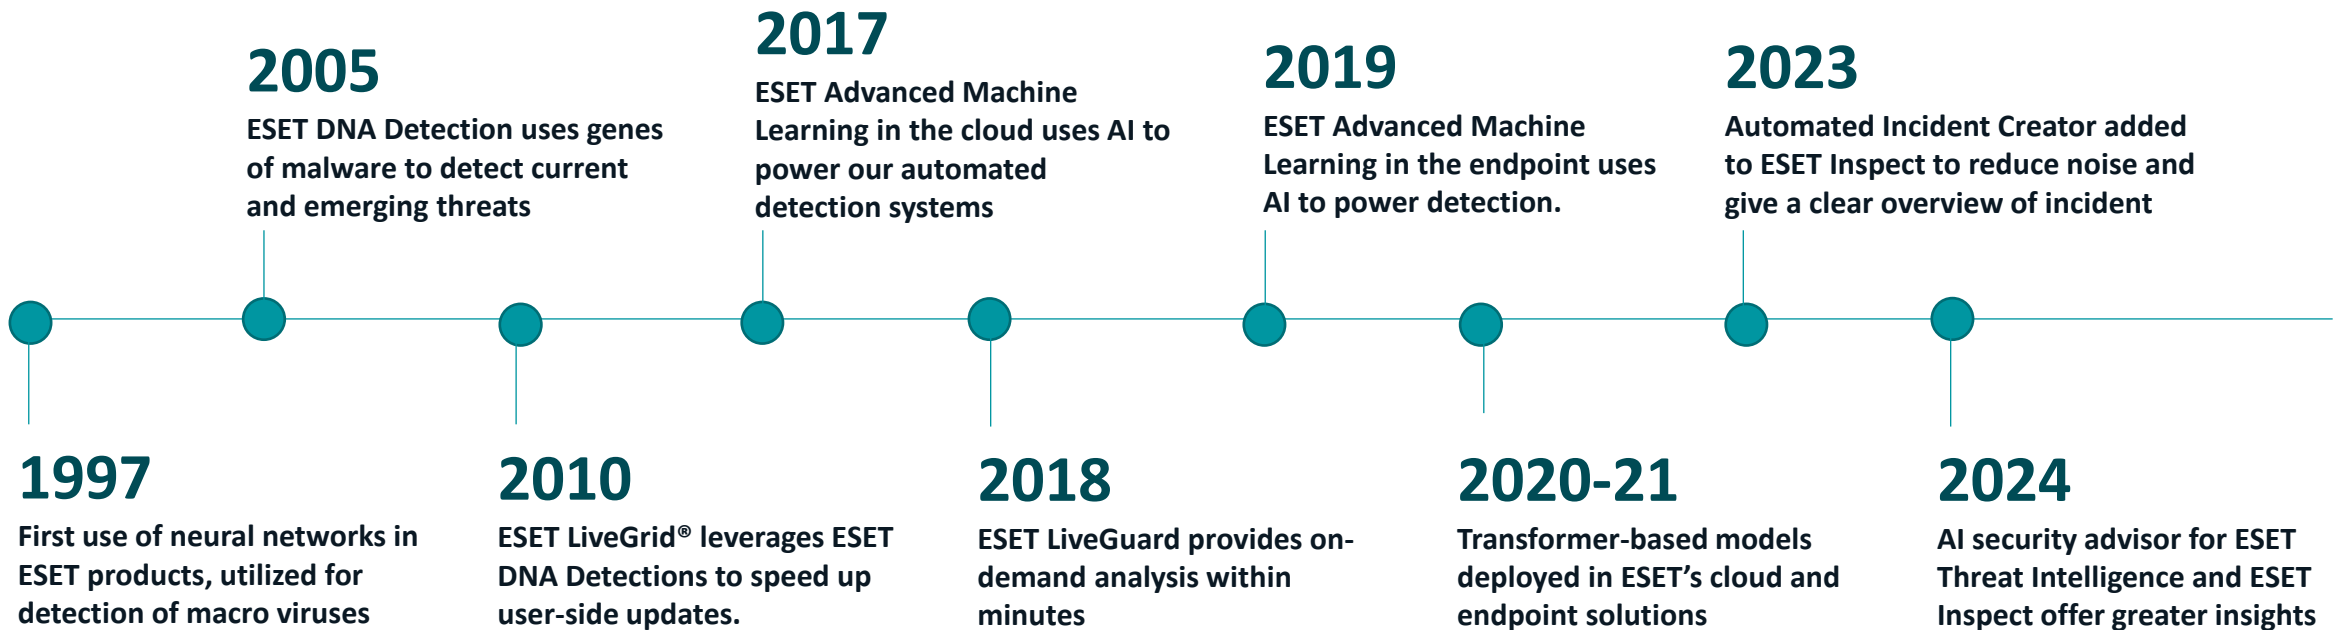 2005
ESET DNA Detection uses genes
of malware to detect current
and emerging threats
2017
ESET Advanced Machine
Learning in the cloud uses AI to
power our automated
detection systems
2019
ESET Advanced Machine
Learning in the endpoint uses
AI to power detection.
2023
Automated Incident Creator added
to ESET Inspect to reduce noise and
give a clear overview of incident
1997
First use of neural networks in
ESET products, utilized for
detection of macro viruses
2010
ESET LiveGrid® leverages ESET
DNA Detections to speed up
user-side updates.
2018
ESET LiveGuard provides on-
demand analysis within
minutes
2020-21
Transformer-based models
deployed in ESET’s cloud and
endpoint solutions
2024
AI security advisor for ESET
Threat Intelligence and ESET
Inspect offer greater insights